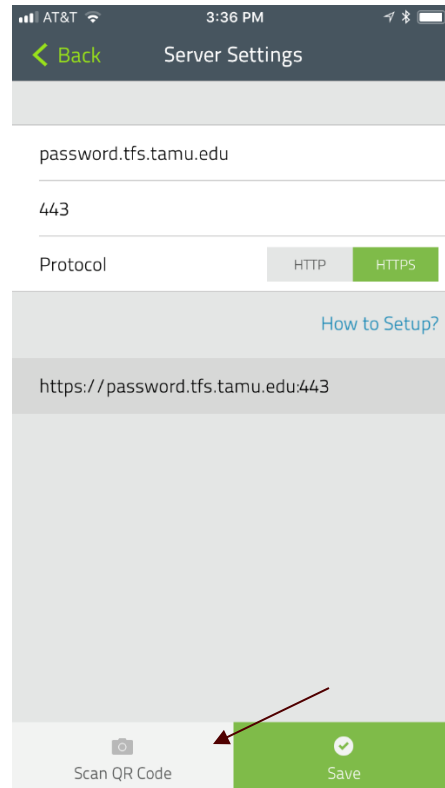 AT&T 3:36 PM
Back Server Settings
password.tfs.tamu.edu
443
Protocol HTTP HTTPS
How to Setup?
https://password.tfs.tamu.edu:443
Scan QR Code Save